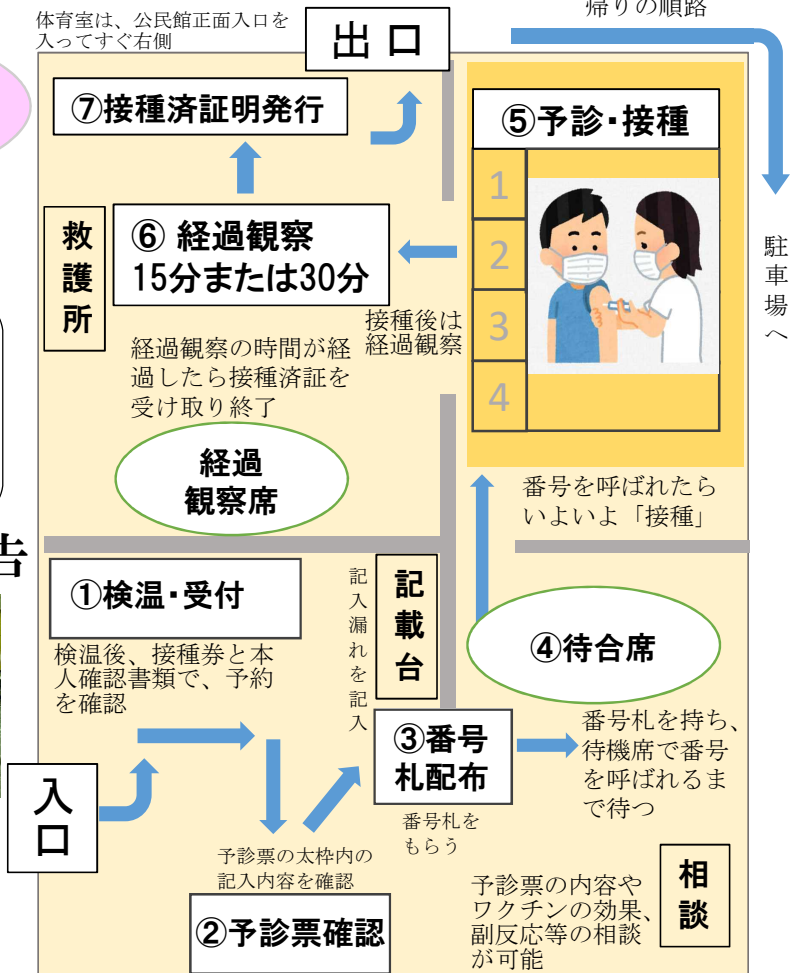 体育室は、公民館正面入口を
入ってすぐ右側
出口
帰りの順路
駐車場へ
⑦接種済証明発行
⑤予診・接種
1
2
3
4
救護所
⑥ 経過観察
15分または30分
接種後は
経過観察
経過観察の時間が経
過したら接種済証を
受け取り終了
経過
観察席
番号を呼ばれたら
いよいよ「接種」
告
①検温・受付
検温後、接種券と本
人確認書類で、予約
を確認
記入漏れを記入
記載台
④待合席
③番号
札配布
番号札を
もらう
番号札を持ち、
待機席で番号
を呼ばれるま
で待つ
入口
予診票の太枠内の
記入内容を確認
②予診票確認
予診票の内容や
ワクチンの効果、
副反応等の相談
が可能
相談